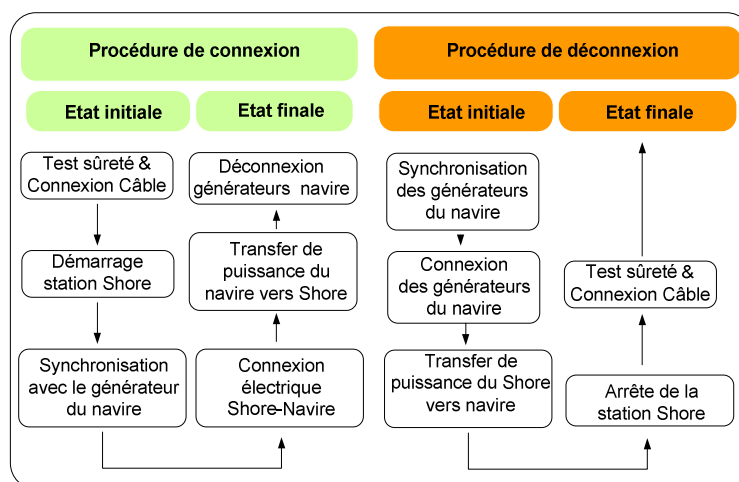 Procédure de connexion
Procédure de déconnexion
Etat initiale
Etat finale
Etat initiale
Etat finale
Test sûreté &
Connexion Câble
Démarrage
station Shore
Synchronisation
avec le générateur
du navire
Connexion
électrique
Shore-Navire
Transfer de
puissance du
navire vers Shore
Déconnexion
générateurs navire
Synchronisation
des générateurs
du navire
Connexion
des générateurs
du navire
Transfer de
puissance du Shore
vers navire
Arrête de la
station Shore
Test sûreté &
Connexion Câble